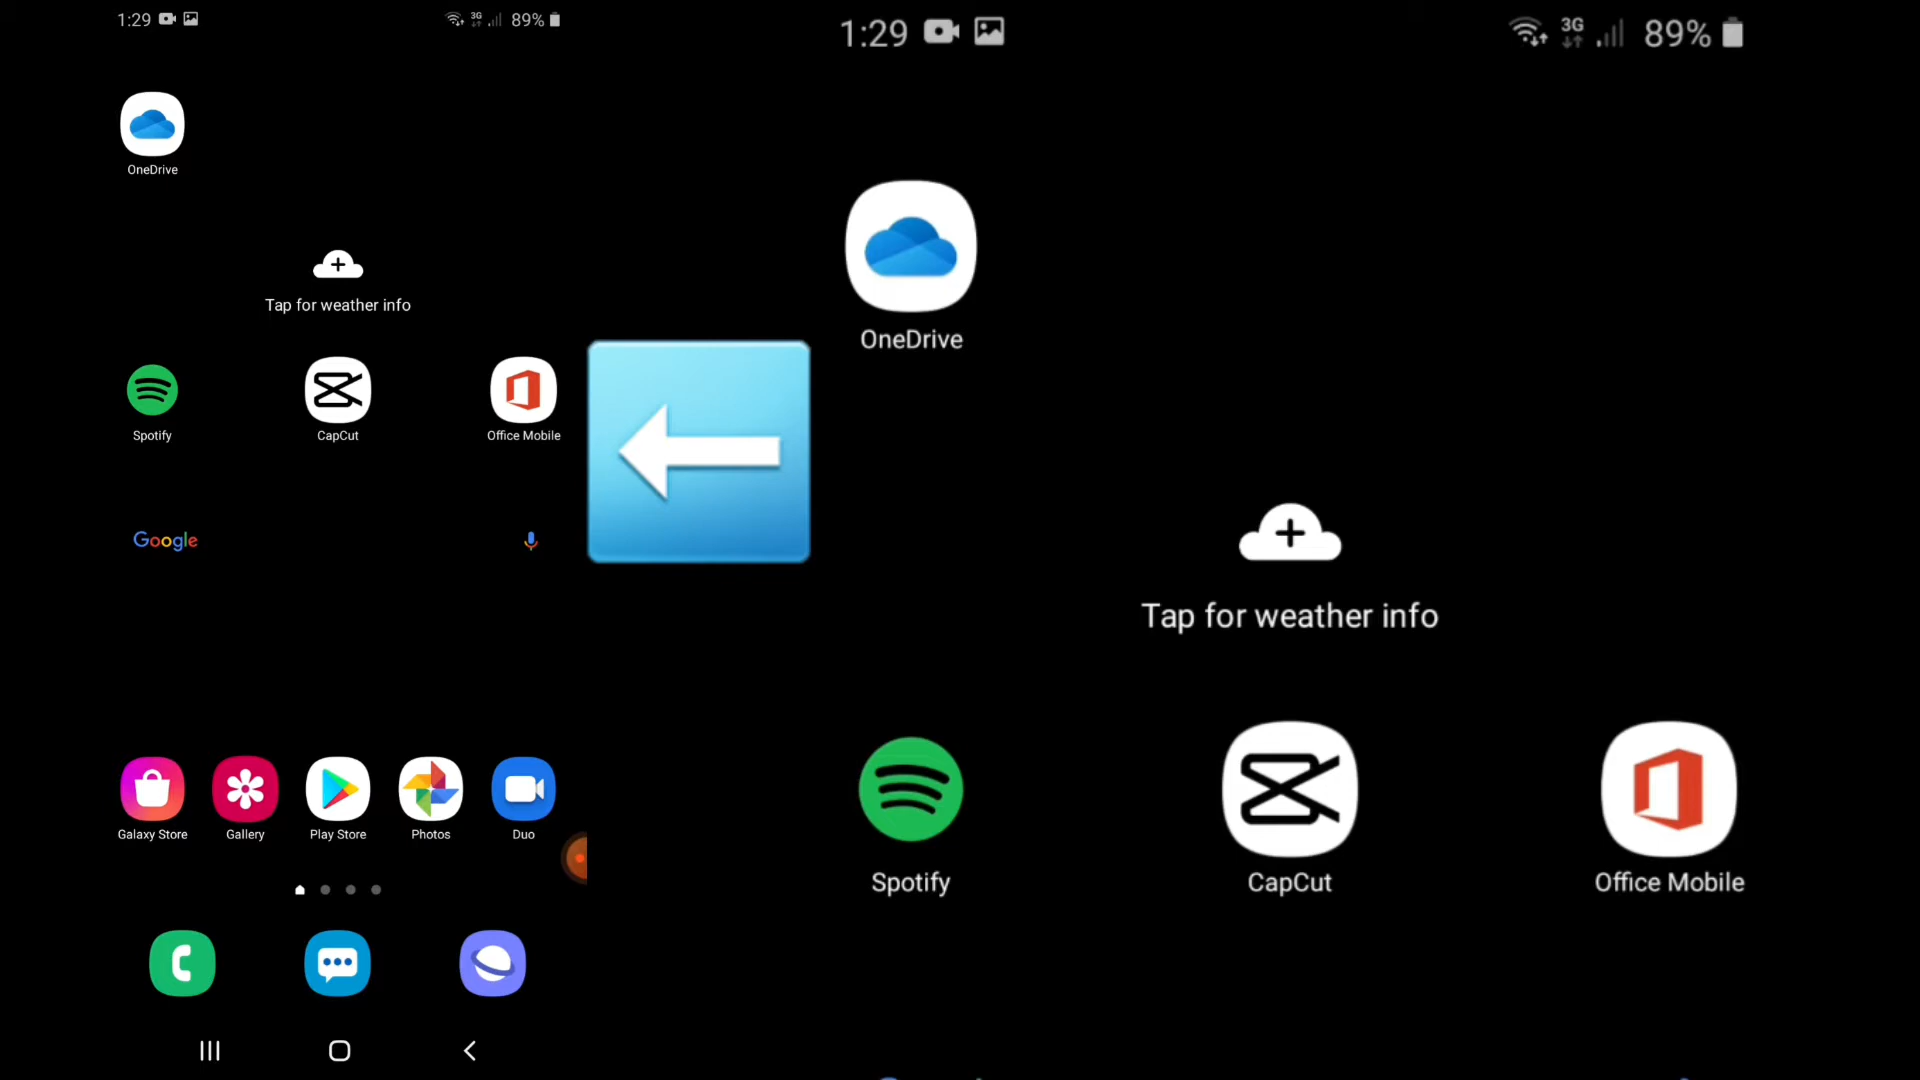 1:29 3G 89%
OneDrive
Tap for weather info
Spotify CapCut Office Mobile
Google
Galaxy Store Gallery Play Store Photos Duo
1:29 3G 89%
OneDrive
Tap for weather info
Spotify CapCut Office Mobile